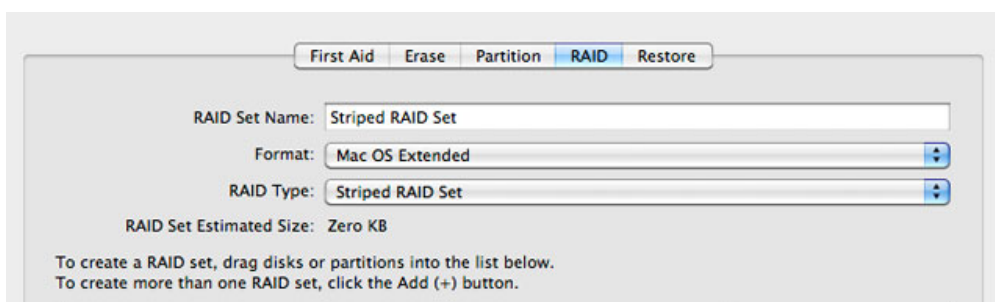 First Aid Erase Partition RAID Restore
RAID Set Name: Striped RAID Set
Format: Mac OS Extended
RAID Type: Striped RAID Set
RAID Set Estimated Size: Zero KB
To create a RAID set, drag disks or partitions into the list below.
To create more than one RAID set, click the Add (+) button.